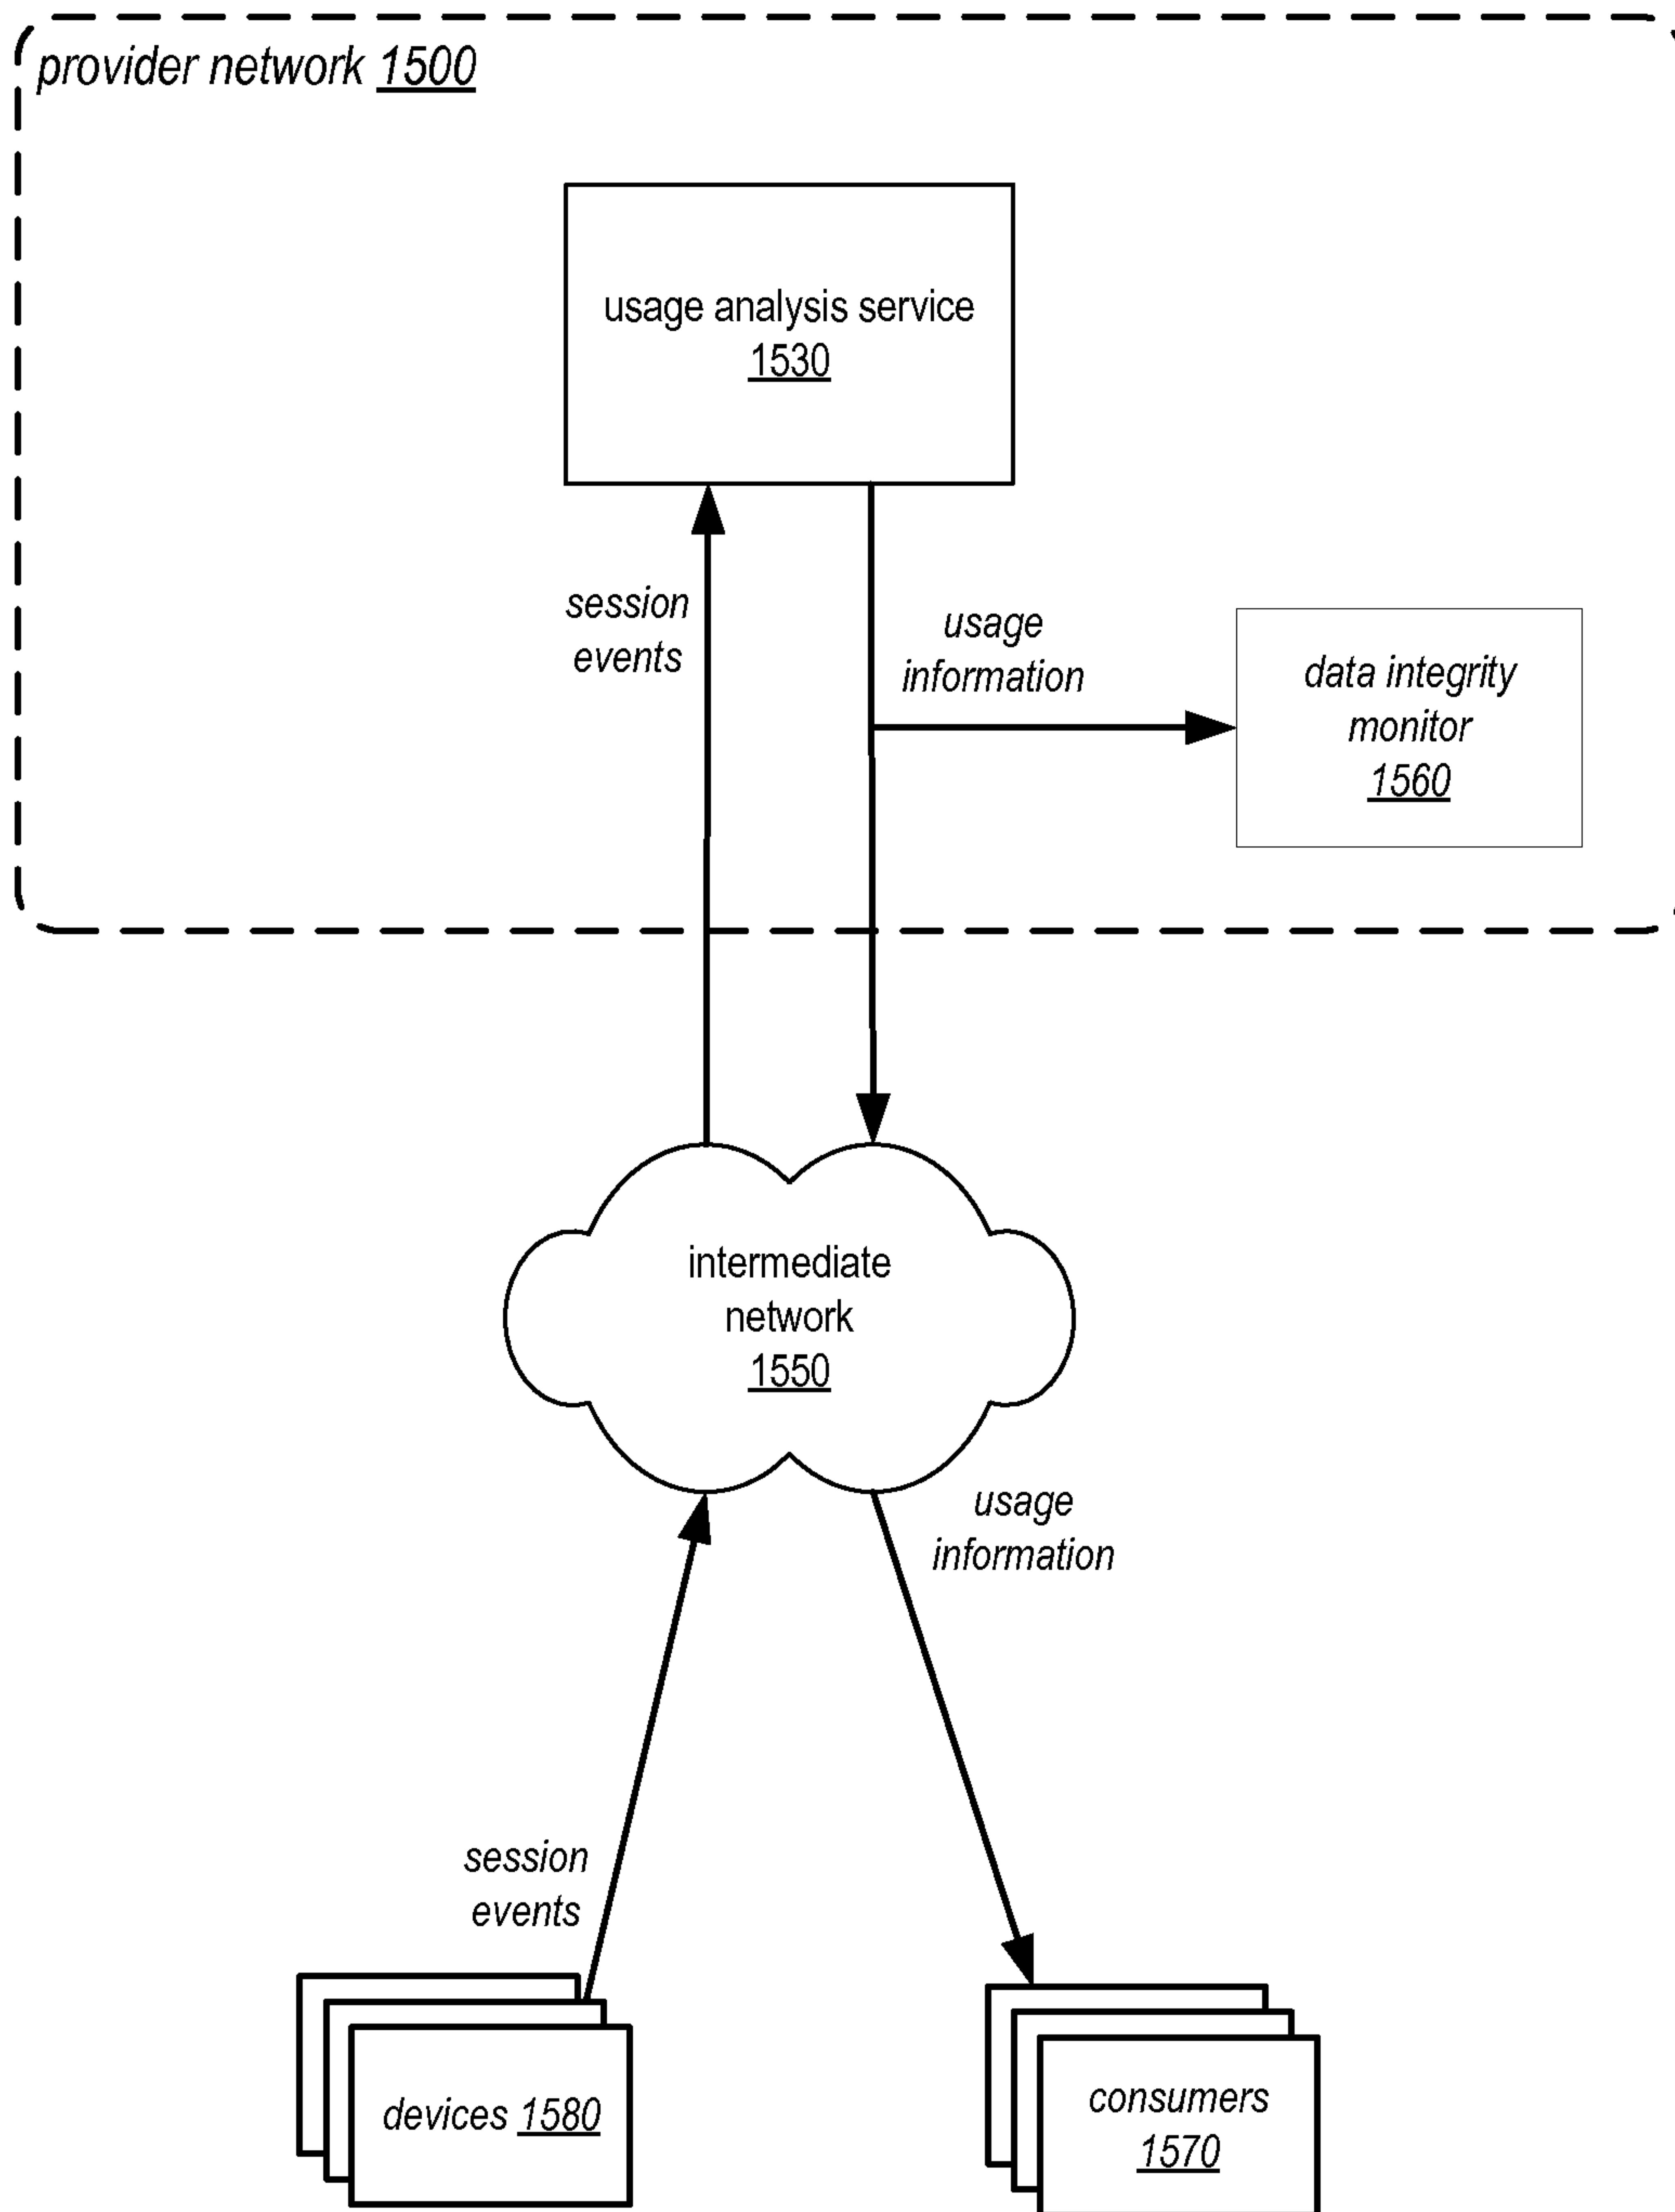 provider network 1500
usage analysis service
1530
session
events
usage
information
data integrity
monitor
1560
intermediate
network
1550
usage
information
session
events
devices 1580
consumers
1570